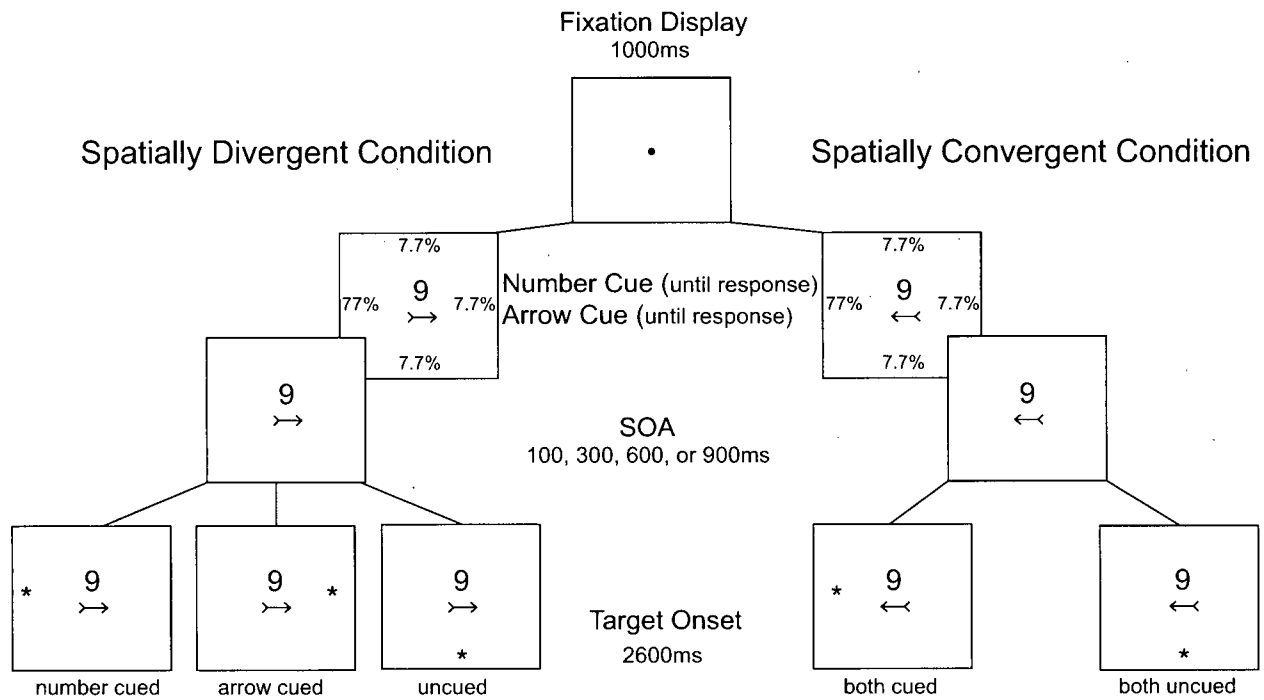 Fixation Display
1000ms
Spatially Divergent Condition
Spatially Convergent Condition
7.7%
77% 9 7.7%
7.7%
Number Cue (until response)
Arrow Cue (until response)
7.7%
77% 9 7.7%
7.7%
9
SOA
100, 300, 600, or 900ms
9
* 9
number cued
9 *
arrow cued
9
*
uncued
Target Onset
2600ms
* 9
both cued
9
*
both uncued